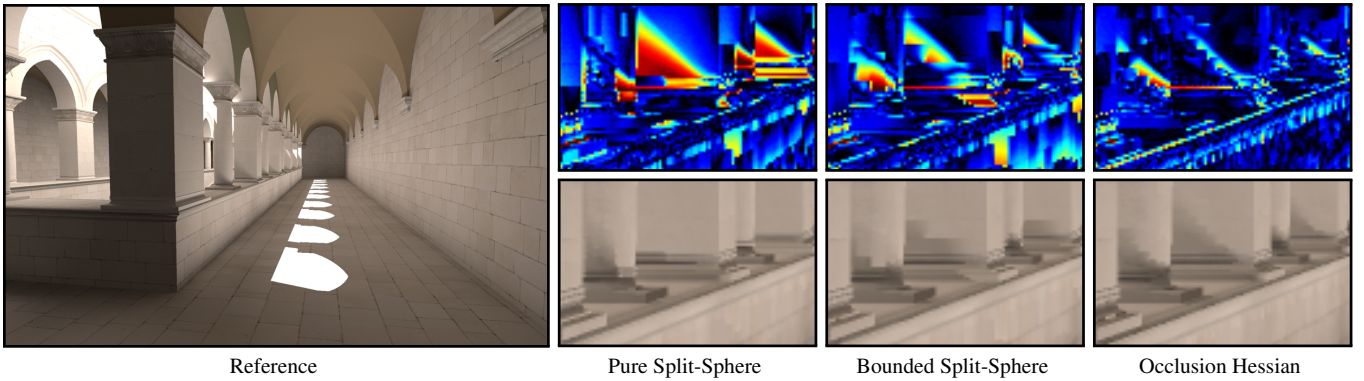 Reference
Pure Split-Sphere
Bounded Split-Sphere
Occlusion Hessian